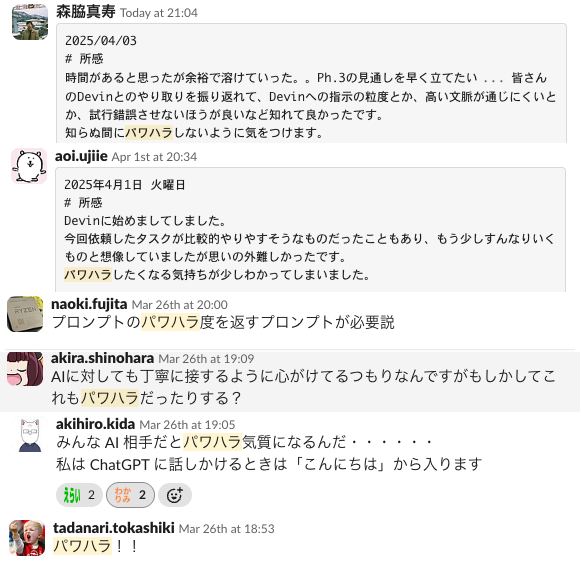 森脇真寿 Today at 21:04
2025/04/03
# 所感
時間があると思ったが余裕で溶けていった。。Ph.3の見通しを早く立てたい ... 皆さん
のDevinとのやり取りを振り返れて、Devinへの指示の粒度とか、高い文脈が通じにくいと
か、試行錯誤させないほうが良いなど知れて良かったです。
知らぬ間にパワハラしないように気をつけます。
aoi.ujiie Apr 1st at 20:34
2025年4月1日 火曜日
# 所感
Devinに始めましてしました。
今回依頼したタスクが比較的やりやすそうなものだったこともあり、もう少しすんなりいく
ものと想像していましたが思いの外難しかったです。
パワハラしたくなる気持ちが少しわかってしまいました。
naoki.fujita Mar 26th at 20:00
プロンプトのパワハラ度を返すプロンプトが必要説
akira.shinohara Mar 26th at 19:09
AIに対しても丁寧に接するように心がけてるつもりなんですがもしかしてこ
れもパワハラだったりする？
akihiro.kida Mar 26th at 19:05
みんな AI 相手だとパワハラ気質になるんだ・・・・・・
私は ChatGPT に話しかけるときは「こんにちは」から入ります
えらい 2 わかりみ 2
tadanari.tokashiki Mar 26th at 18:53
パワハラ！！